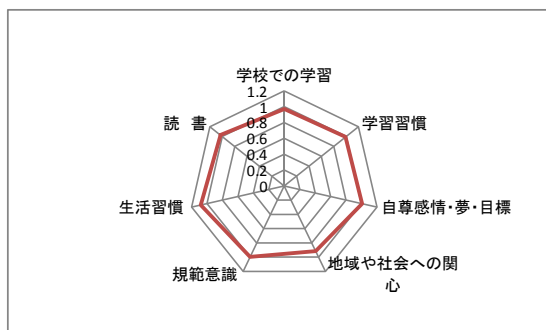 学校での学習
1.2
1
0.8
0.6
0.4
0.2
0
学習習慣
自尊感情・夢・目標
地域や社会への関
心
規範意識
生活習慣
読 書